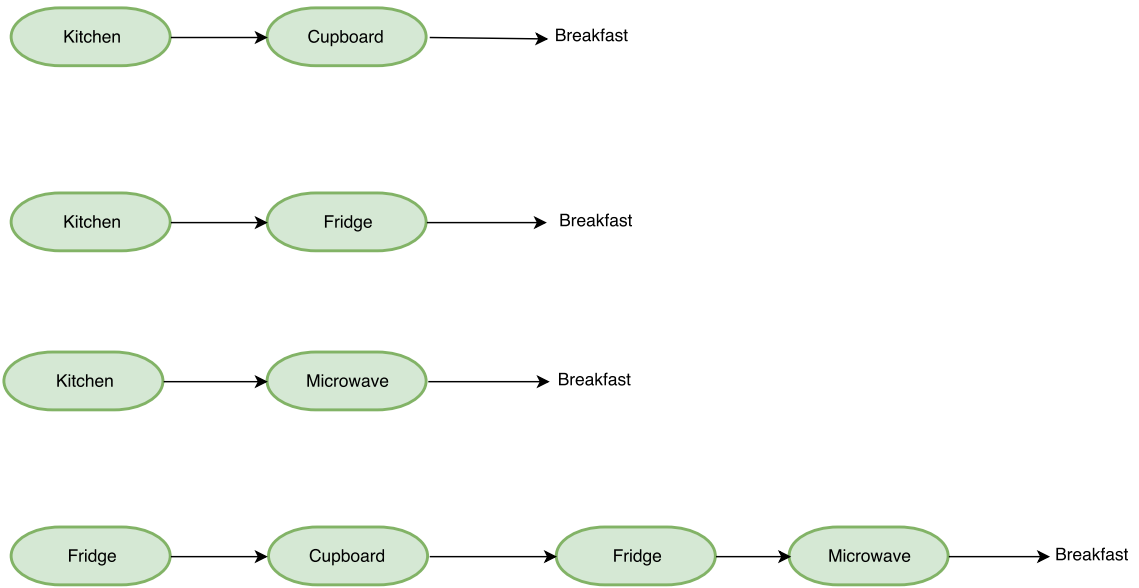 Kitchen Cupboard Breakfast
Kitchen Fridge Breakfast
Kitchen Microwave Breakfast
Fridge Cupboard Fridge Microwave Breakfast